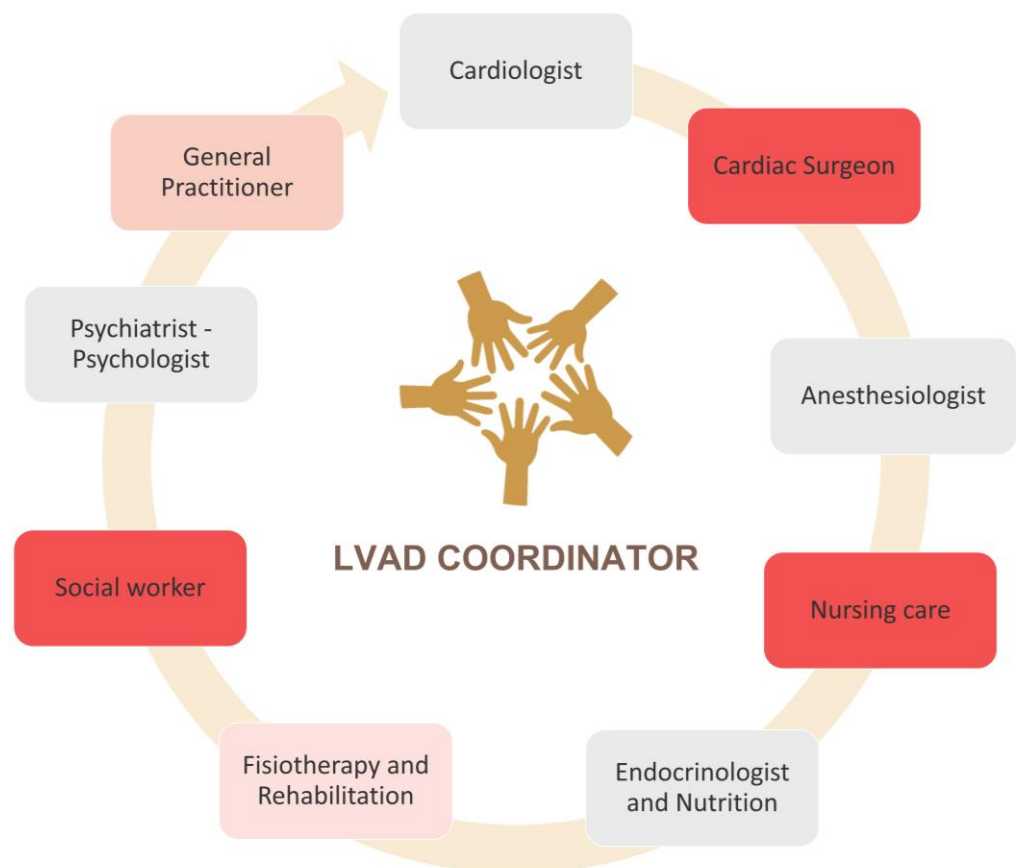 Cardiologist
Cardiac Surgeon
Anesthesiologist
Nursing care
Endocrinologist
and Nutrition
Fisiotherapy and
Rehabilitation
Social worker
Psychiatrist -
Psychologist
General
Practitioner
LVAD COORDINATOR